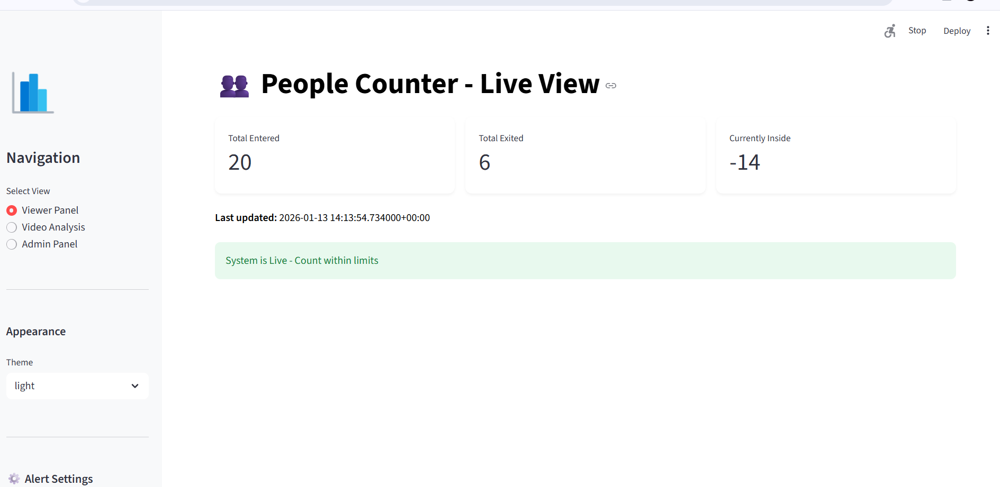 Stop
Deploy
People Counter - Live View
Total Entered
20
Total Exited
6
Currently Inside
-14
Last updated: 2026-01-13 14:13:54.734000+00:00
System is Live - Count within limits
Navigation
Select View
Viewer Panel
Video Analysis
Admin Panel
Appearance
Theme
light
Alert Settings